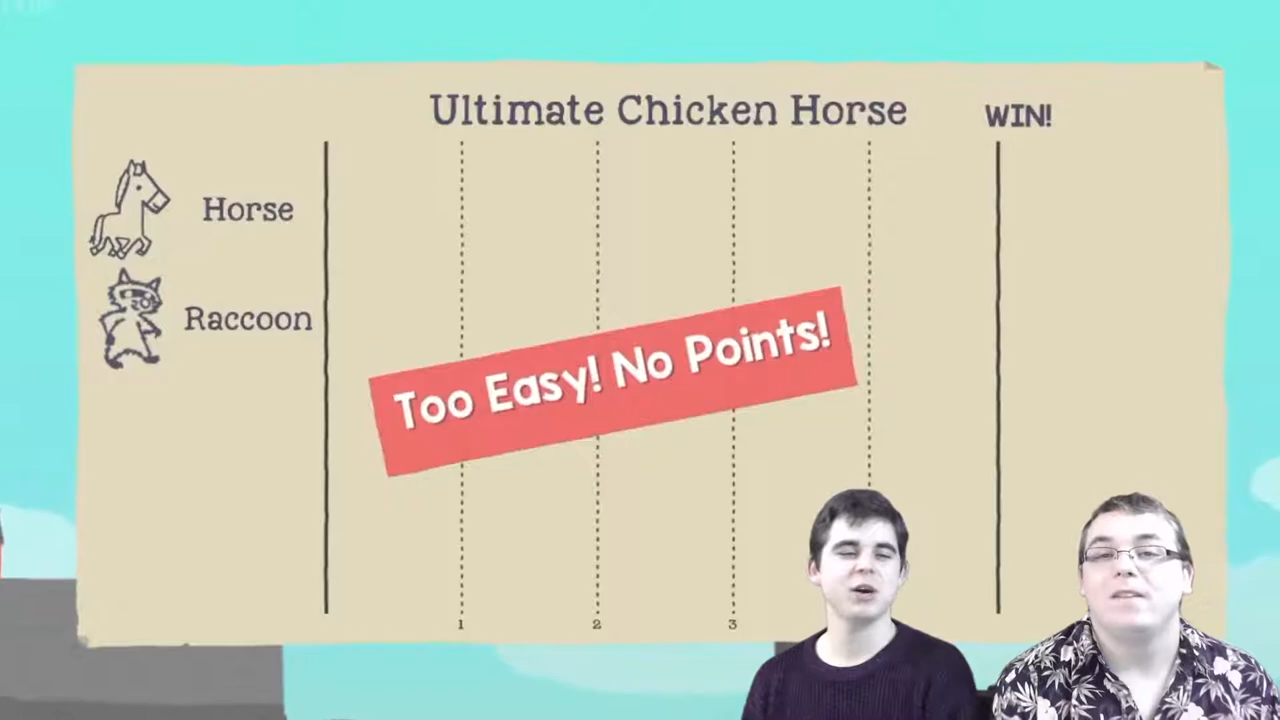 Ultimate Chicken Horse
WIN!
Horse
Raccoon
Too Easy! No Points!
1
2
3